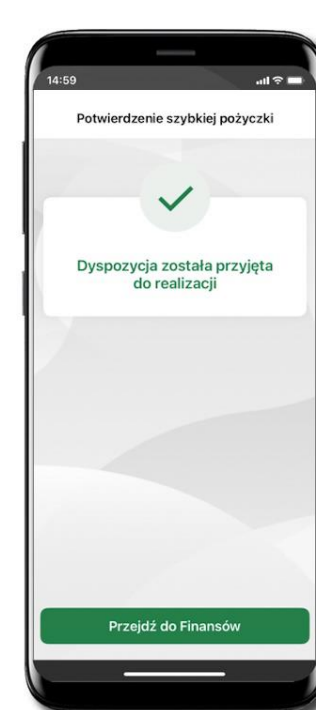 14:59
Potwierdzenie szybkiej pożyczki
Dyspozycja została przyjęta
do realizacji
Przejdź do Finansów